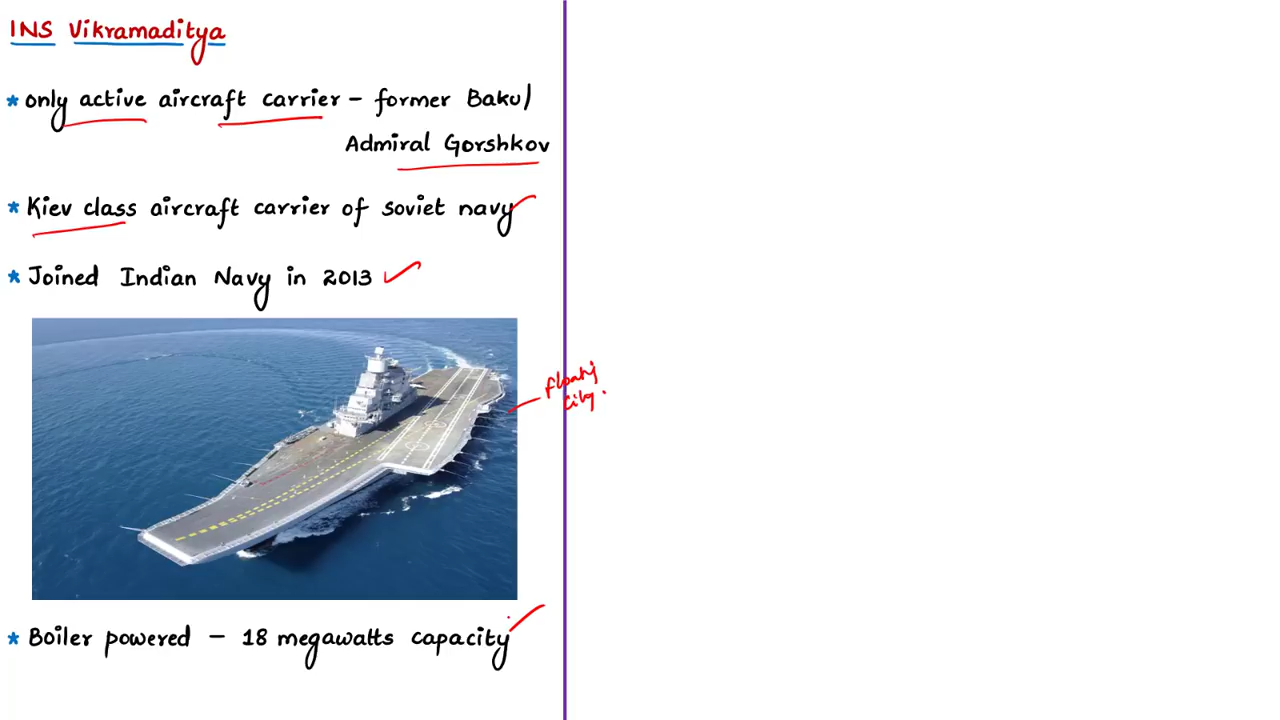 INS Vikramaditya
* only active aircraft carrier - former Baku/
Admiral Gorshkov
* Kiev class aircraft carrier of soviet navy
* Joined Indian Navy in 2013
floating
city.
* Boiler powered - 18 megawatts capacity